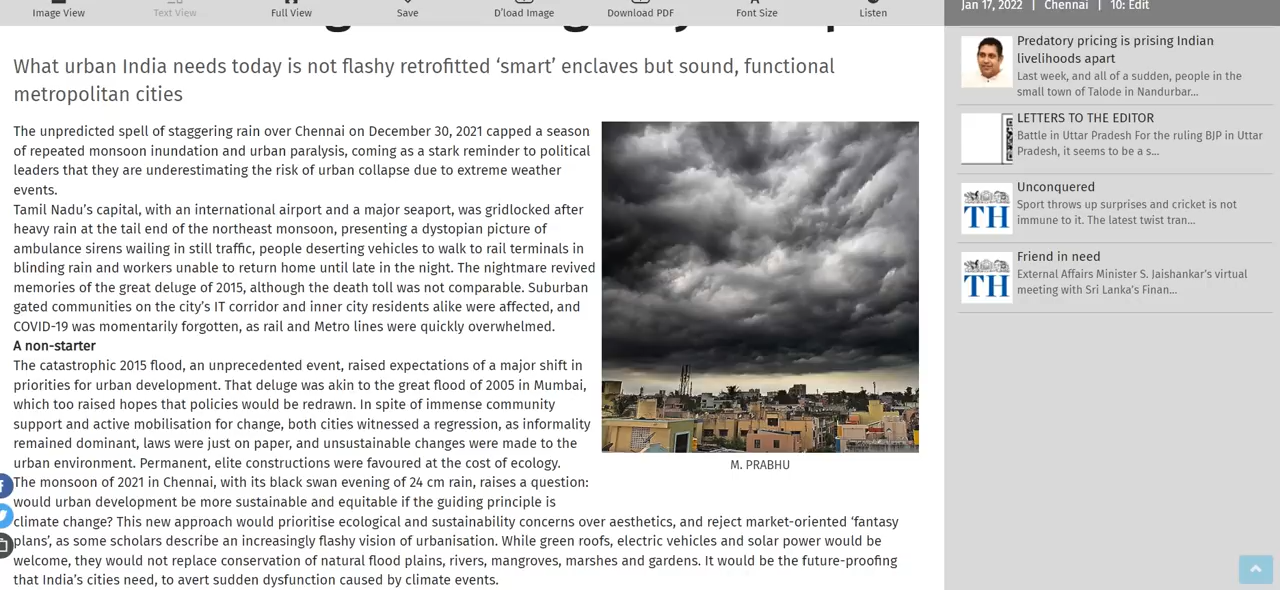 Image View
Text View
Full View
Save
D'load Image
Download PDF
Font Size
Listen
Jan 17, 2022 | Chennai | 10: Edit
What urban India needs today is not flashy retrofitted ‘smart’ enclaves but sound, functional
metropolitan cities
The unpredicted spell of staggering rain over Chennai on December 30, 2021 capped a season
of repeated monsoon inundation and urban paralysis, coming as a stark reminder to political
leaders that they are underestimating the risk of urban collapse due to extreme weather
events.
Tamil Nadu’s capital, with an international airport and a major seaport, was gridlocked after
heavy rain at the tail end of the northeast monsoon, presenting a dystopian picture of
ambulance sirens wailing in still traffic, people deserting vehicles to walk to rail terminals in
blinding rain and workers unable to return home until late in the night. The nightmare revived
memories of the great deluge of 2015, although the death toll was not comparable. Suburban
gated communities on the city’s IT corridor and inner city residents alike were affected, and
COVID-19 was momentarily forgotten, as rail and Metro lines were quickly overwhelmed.
A non-starter
The catastrophic 2015 flood, an unprecedented event, raised expectations of a major shift in
priorities for urban development. That deluge was akin to the great flood of 2005 in Mumbai,
which too raised hopes that policies would be redrawn. In spite of immense community
support and active mobilisation for change, both cities witnessed a regression, as informality
remained dominant, laws were just on paper, and unsustainable changes were made to the
urban environment. Permanent, elite constructions were favoured at the cost of ecology.
The monsoon of 2021 in Chennai, with its black swan evening of 24 cm rain, raises a question:
would urban development be more sustainable and equitable if the guiding principle is
climate change? This new approach would prioritise ecological and sustainability concerns over aesthetics, and reject market-oriented ‘fantasy
plans’, as some scholars describe an increasingly flashy vision of urbanisation. While green roofs, electric vehicles and solar power would be
welcome, they would not replace conservation of natural flood plains, rivers, mangroves, marshes and gardens. It would be the future-proofing
that India’s cities need, to avert sudden dysfunction caused by climate events.
M. PRABHU
Predatory pricing is prising Indian
livelihoods apart
Last week, and all of a sudden, people in the
small town of Talode in Nandurbar...
LETTERS TO THE EDITOR
Battle in Uttar Pradesh For the ruling BJP in Uttar
Pradesh, it seems to be a s...
TH
Unconquered
Sport throws up surprises and cricket is not
immune to it. The latest twist tran...
TH
Friend in need
External Affairs Minister S. Jaishankar’s virtual
meeting with Sri Lanka’s Finan...